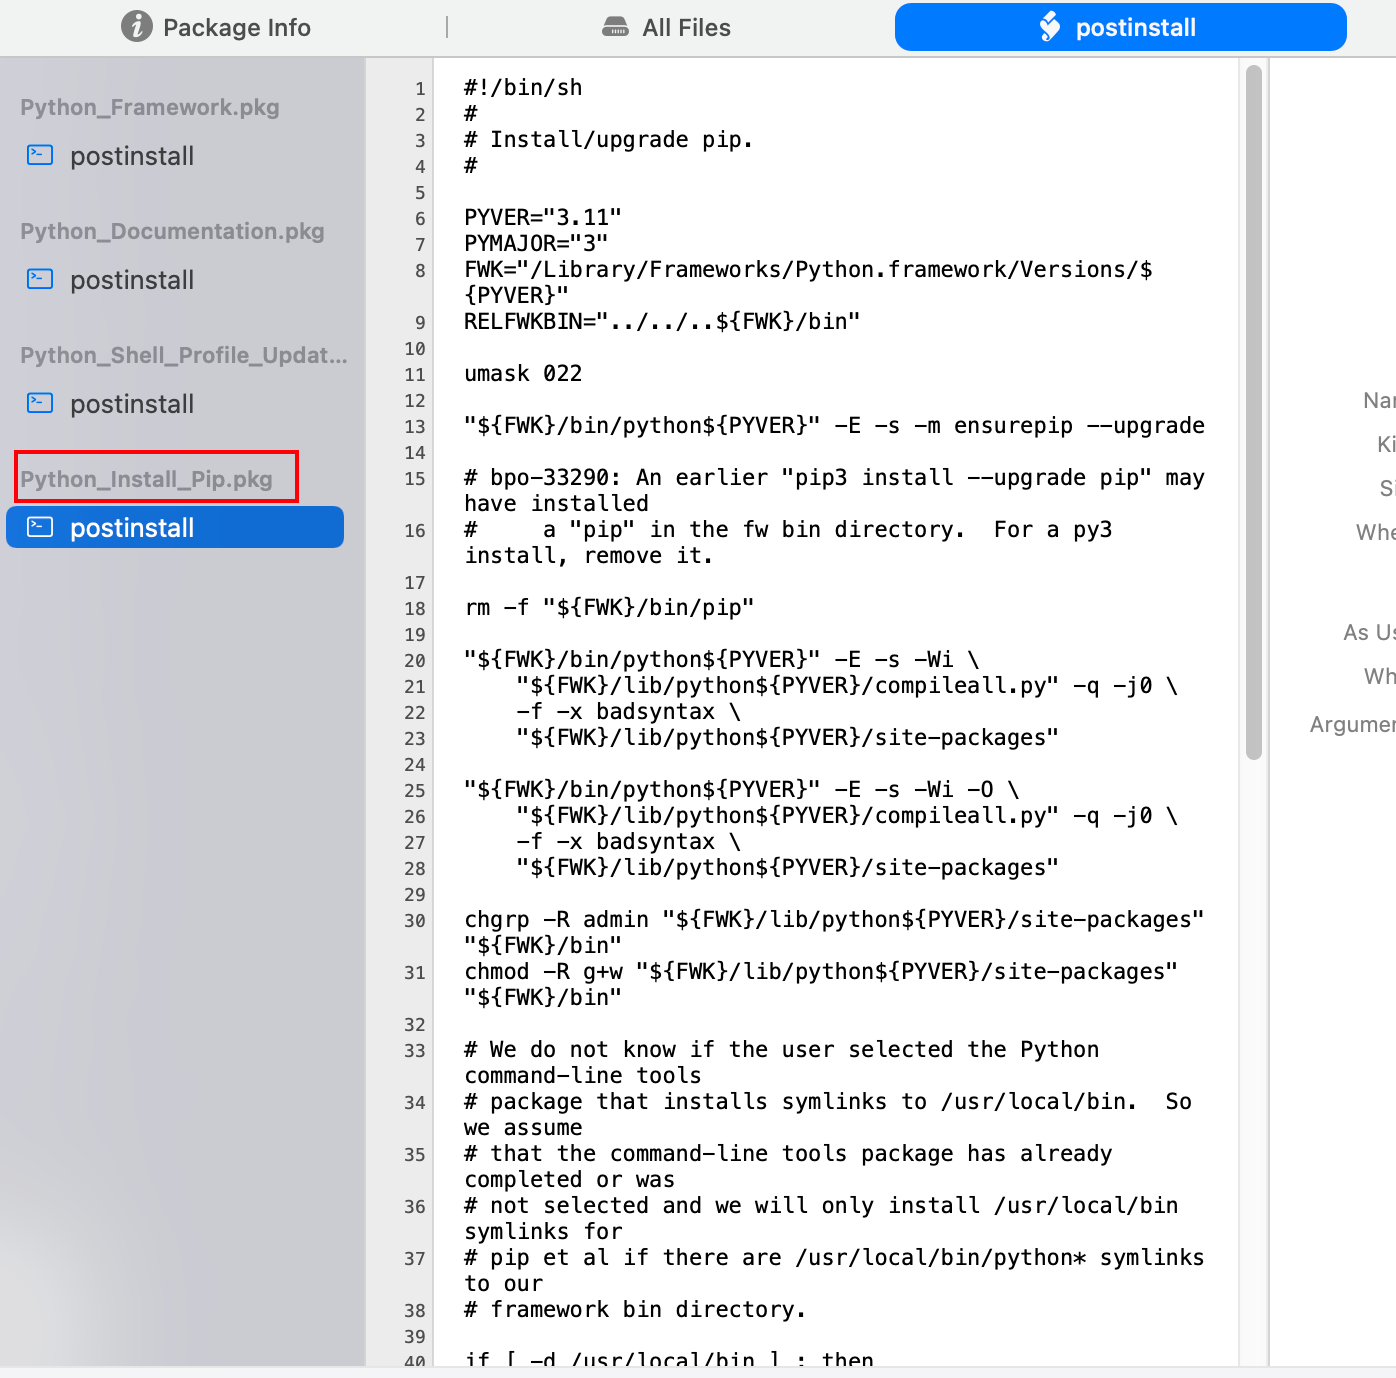 Package Info
All Files
postinstall
Python_Framework.pkg
postinstall
Python_Documentation.pkg
postinstall
Python_Shell_Profile_Updat...
postinstall
Python_Install_Pip.pkg
postinstall
1 #!/bin/sh
2 #
3 # Install/upgrade pip.
4 #
5
6 PYVER="3.11"
7 PYMAJOR="3"
8 FWK="/Library/Frameworks/Python.framework/Versions/$
{PYVER}"
9 RELFWKBIN="../../..${FWK}/bin"
10
11 umask 022
12
13 "${FWK}/bin/python${PYVER}" -E -s -m ensurepip --upgrade
14
15 # bpo-33290: An earlier "pip3 install --upgrade pip" may
have installed
16 #     a "pip" in the fw bin directory.  For a py3
install, remove it.
17
18 rm -f "${FWK}/bin/pip"
19
20 "${FWK}/bin/python${PYVER}" -E -s -Wi \
21     "${FWK}/lib/python${PYVER}/compileall.py" -q -j0 \
22     -f -x badsyntax \
23     "${FWK}/lib/python${PYVER}/site-packages"
24
25 "${FWK}/bin/python${PYVER}" -E -s -Wi -O \
26     "${FWK}/lib/python${PYVER}/compileall.py" -q -j0 \
27     -f -x badsyntax \
28     "${FWK}/lib/python${PYVER}/site-packages"
29
30 chgrp -R admin "${FWK}/lib/python${PYVER}/site-packages"
"${FWK}/bin"
31 chmod -R g+w "${FWK}/lib/python${PYVER}/site-packages"
"${FWK}/bin"
32
33 # We do not know if the user selected the Python
command-line tools
34 # package that installs symlinks to /usr/local/bin.  So
we assume
35 # that the command-line tools package has already
completed or was
36 # not selected and we will only install /usr/local/bin
symlinks for
37 # pip et al if there are /usr/local/bin/python* symlinks
to our
38 # framework bin directory.
39
40 if [ -d /usr/local/bin ] ; then
Nar
Ki
Si
Whe
As Us
Wh
Argumer